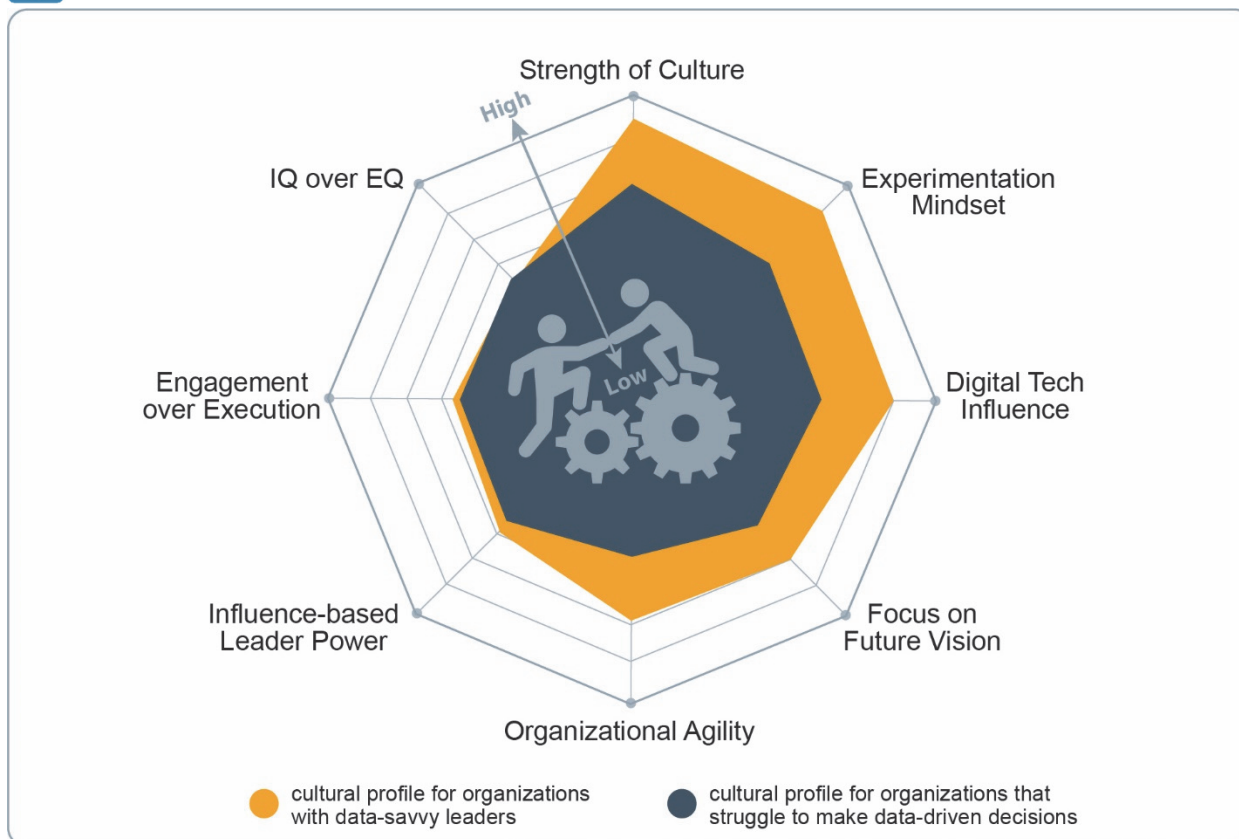 Strength of Culture
High
IQ over EQ
Experimentation
Mindset
Engagement
over Execution
Low
Digital Tech
Influence
Influence-based
Leader Power
Focus on
Future Vision
Organizational Agility
cultural profile for organizations
with data-savvy leaders
cultural profile for organizations that
struggle to make data-driven decisions